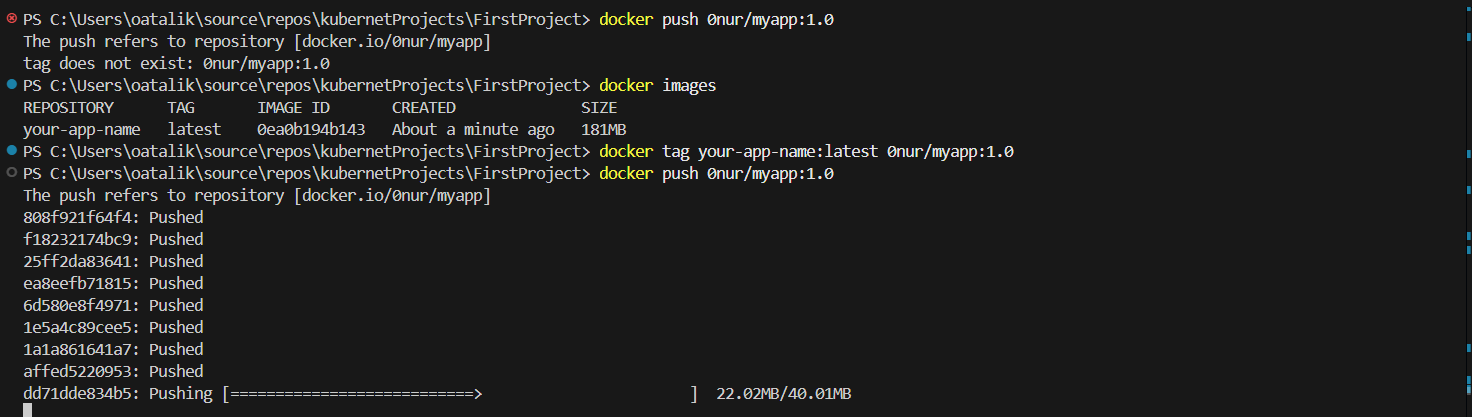 PS C:\Users\oatalik\source\repos\kubernetProjects\FirstProject> docker push 0nur/myapp:1.0
The push refers to repository [docker.io/0nur/myapp]
tag does not exist: 0nur/myapp:1.0
PS C:\Users\oatalik\source\repos\kubernetProjects\FirstProject> docker images
REPOSITORY      TAG       IMAGE ID       CREATED              SIZE
your-app-name   latest    0ea0b194b143   About a minute ago   181MB
PS C:\Users\oatalik\source\repos\kubernetProjects\FirstProject> docker tag your-app-name:latest 0nur/myapp:1.0
PS C:\Users\oatalik\source\repos\kubernetProjects\FirstProject> docker push 0nur/myapp:1.0
The push refers to repository [docker.io/0nur/myapp]
808f921f64f4: Pushed
f18232174bc9: Pushed
25ff2da83641: Pushed
ea8eefb71815: Pushed
6d580e8f4971: Pushed
1e5a4c89cee5: Pushed
1a1a861641a7: Pushed
affed5220953: Pushed
dd71dde834b5: Pushing [===========================>                       ]  22.02MB/40.01MB